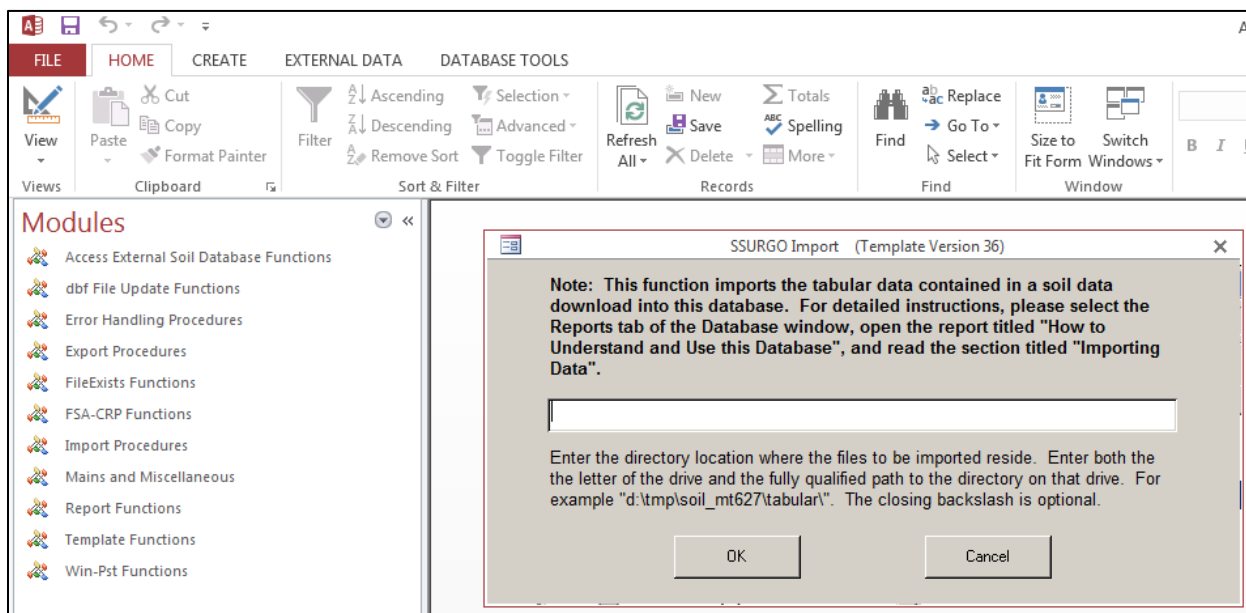 A
FILE HOME CREATE EXTERNAL DATA DATABASE TOOLS
View
Paste
Cut
Copy
Format Painter
Filter
Ascending
Descending
Remove Sort
Selection
Advanced
Toggle Filter
Refresh
All
New
Save
Delete
Totals
Spelling
More
Find
Replace
Go To
Select
Size to
Fit Form
Switch
Windows
B I
Views Clipboard Sort & Filter Records Find Window
Modules
Access External Soil Database Functions
dbf File Update Functions
Error Handling Procedures
Export Procedures
FileExists Functions
FSA-CRP Functions
Import Procedures
Mains and Miscellaneous
Report Functions
Template Functions
Win-Pst Functions
SSURGO Import (Template Version 36)
Note: This function imports the tabular data contained in a soil data
download into this database. For detailed instructions, please select the
Reports tab of the Database window, open the report titled "How to
Understand and Use this Database", and read the section titled "Importing
Data".
Enter the directory location where the files to be imported reside. Enter both the
the letter of the drive and the fully qualified path to the directory on that drive. For
example "d:\tmp\soil_mt627\tabular\". The closing backslash is optional.
OK Cancel